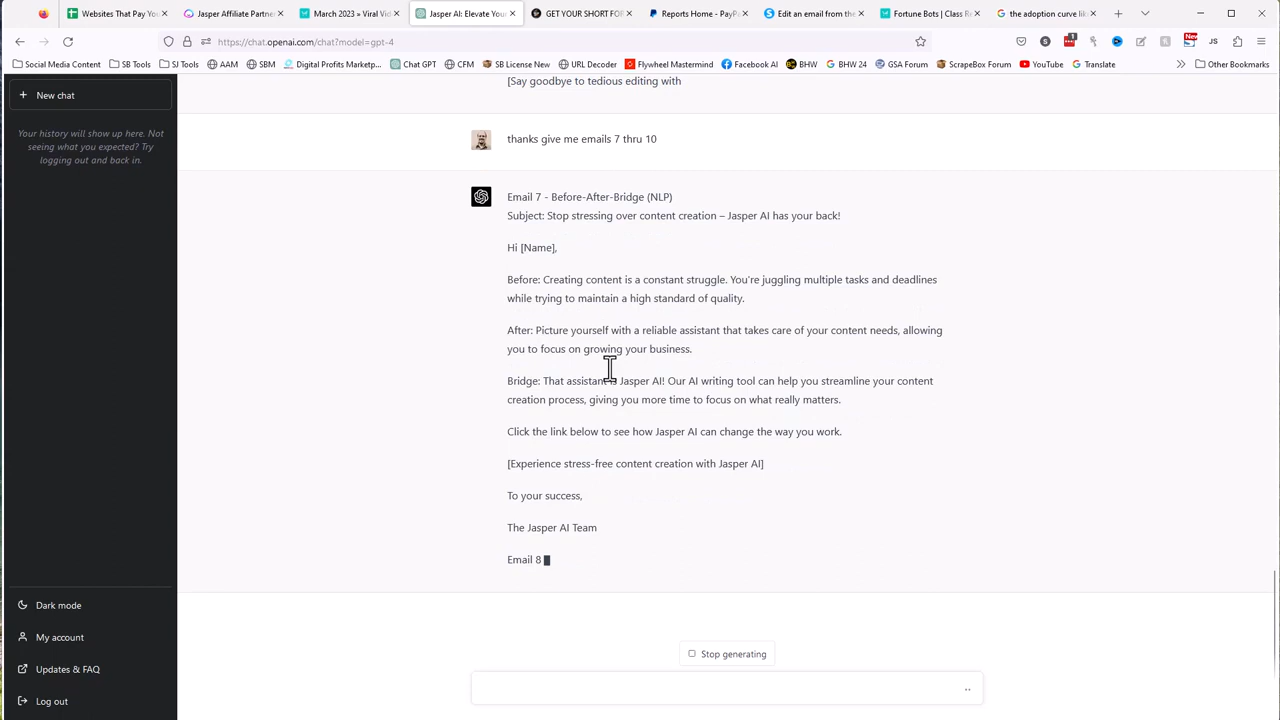 Websites That Pay You
Jasper Affiliate Partner
March 2023 » Viral Vid
Jasper AI: Elevate Your
GET YOUR SHORT FOR
Reports Home - PayPa
Edit an email from the
Fortune Bots | Class Re
the adoption curve lik
https://chat.openai.com/chat?model=gpt-4
New
JS
Social Media Content
SB Tools
SJ Tools
AAM
SBM
Digital Profits Marketp...
Chat GPT
CFM
SB License New
URL Decoder
Flywheel Mastermind
Facebook AI
BHW
BHW 24
GSA Forum
ScrapeBox Forum
YouTube
Translate
Other Bookmarks
New chat
Your history will show up here. Not
seeing what you expected? Try
logging out and back in.
Dark mode
My account
Updates & FAQ
Log out
[Say goodbye to tedious editing with
thanks give me emails 7 thru 10
Email 7 - Before-After-Bridge (NLP)
Subject: Stop stressing over content creation – Jasper AI has your back!
Hi [Name],
Before: Creating content is a constant struggle. You're juggling multiple tasks and deadlines
while trying to maintain a high standard of quality.
After: Picture yourself with a reliable assistant that takes care of your content needs, allowing
you to focus on growing your business.
Bridge: That assistant is Jasper AI! Our AI writing tool can help you streamline your content
creation process, giving you more time to focus on what really matters.
Click the link below to see how Jasper AI can change the way you work.
[Experience stress-free content creation with Jasper AI]
To your success,
The Jasper AI Team
Email 8
Stop generating